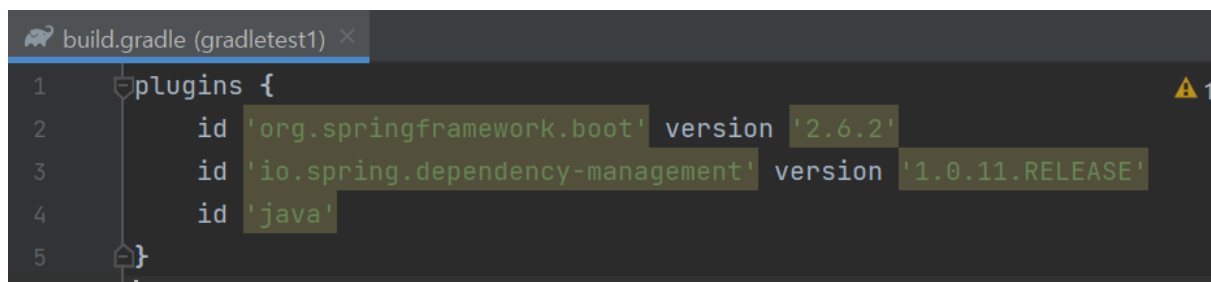 build.gradle (gradletest1)
1 plugins {
2 id 'org.springframework.boot' version '2.6.2'
3 id 'io.spring.dependency-management' version '1.0.11.RELEASE'
4 id 'java'
5 }
1